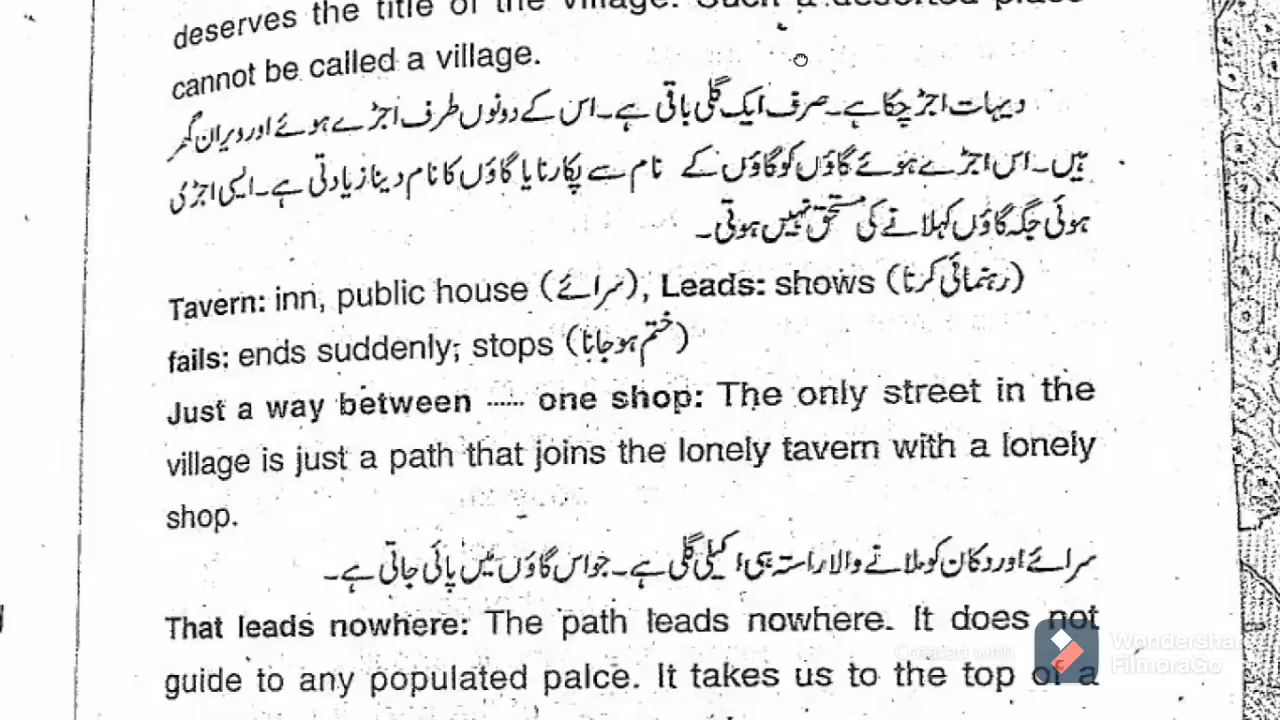 deserves the title of the village. Such a deserted place
cannot be called a village.
دیہات اجڑ چکا ہے۔ صرف ایک گلی باقی ہے۔ اس کے دونوں طرف اجڑے ہوئے اور ویران گھر
ہیں۔ اس اجڑے ہوئے گاؤں کو گاؤں کے نام سے پکارنا یا گاؤں کا نام دینا زیادتی ہے۔ ایسی اجڑی
ہوئی جگہ گاؤں کہلانے کی مستحق نہیں ہوتی۔
Tavern: inn, public house (سرائے), Leads: shows (رہنمائی کرنا)
fails: ends suddenly; stops (ختم ہو جانا)
Just a way between ...... one shop: The only street in the
village is just a path that joins the lonely tavern with a lonely
shop.
سرائے اور دکان کو ملانے والا راستہ ہی اکیلی گلی ہے۔ جو اس گاؤں میں پائی جاتی ہے۔
That leads nowhere: The path leads nowhere. It does not
guide to any populated palce. It takes us to the top of a
Created with Wondersha
FilmoraGo